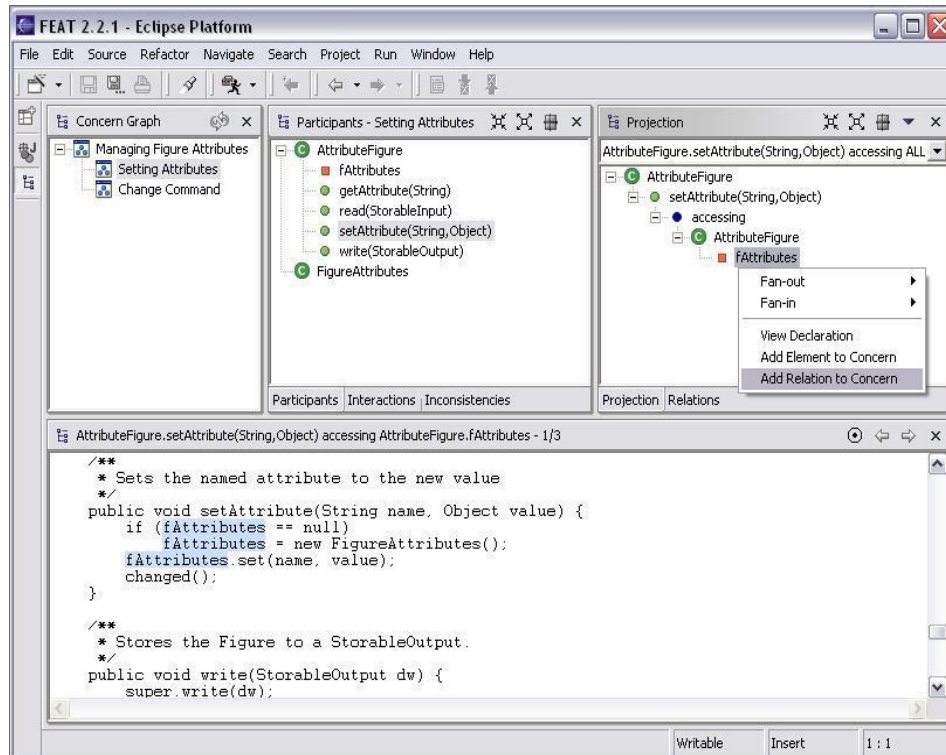 FEAT 2.2.1 - Eclipse Platform
File Edit Source Refactor Navigate Search Project Run Window Help
Concern Graph
Managing Figure Attributes
Setting Attributes
Change Command
Participants - Setting Attributes
AttributeFigure
fAttributes
getAttribute(String)
read(StorableInput)
setAttribute(String,Object)
write(StorableOutput)
FigureAttributes
Participants Interactions Inconsistencies
Projection
AttributeFigure.setAttribute(String,Object) accessing ALL
AttributeFigure
setAttribute(String,Object)
accessing
AttributeFigure
fAttributes
Fan-out
Fan-in
View Declaration
Add Element to Concern
Add Relation to Concern
Projection Relations
AttributeFigure.setAttribute(String,Object) accessing AttributeFigure.fAttributes - 1/3
/**
* Sets the named attribute to the new value
*/
public void setAttribute(String name, Object value) {
if (fAttributes == null)
fAttributes = new FigureAttributes();
fAttributes.set(name, value);
changed();
}
/**
* Stores the Figure to a StorableOutput.
*/
public void write(StorableOutput dw) {
super.write(dw);
Writable Insert 1 : 1